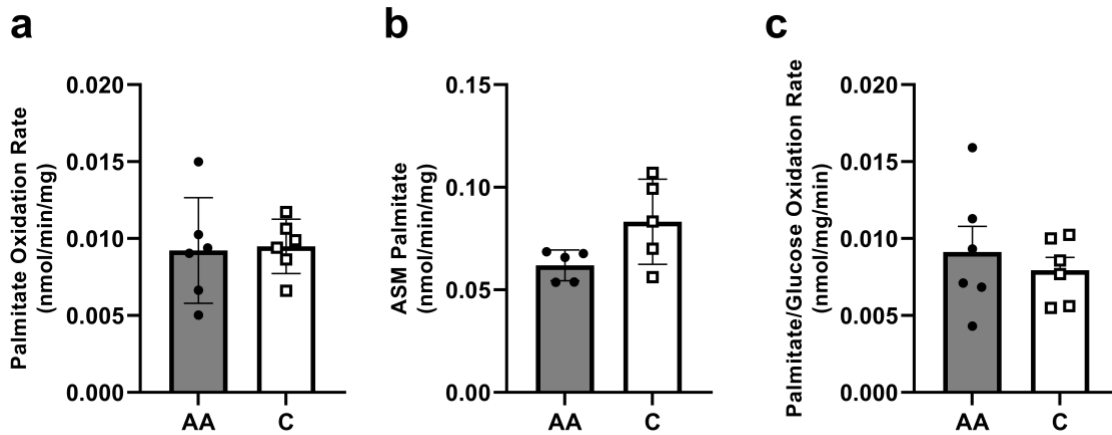 a
Palmitate Oxidation Rate
(nmol/min/mg)
0.020
0.015
0.010
0.005
0.000
AA
C
b
ASM Palmitate
(nmol/min/mg)
0.15
0.10
0.05
0.00
AA
C
c
Palmitate/Glucose Oxidation Rate
(nmol/mg/min)
0.020
0.015
0.010
0.005
0.000
AA
C